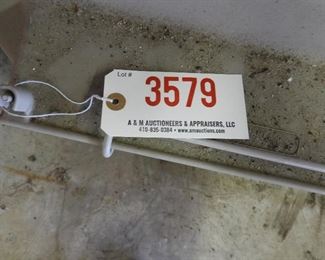 Lot #
3579
A & M AUCTIONEERS & APPRAISERS, LLC
410-835-0384 • www.amauctions.com